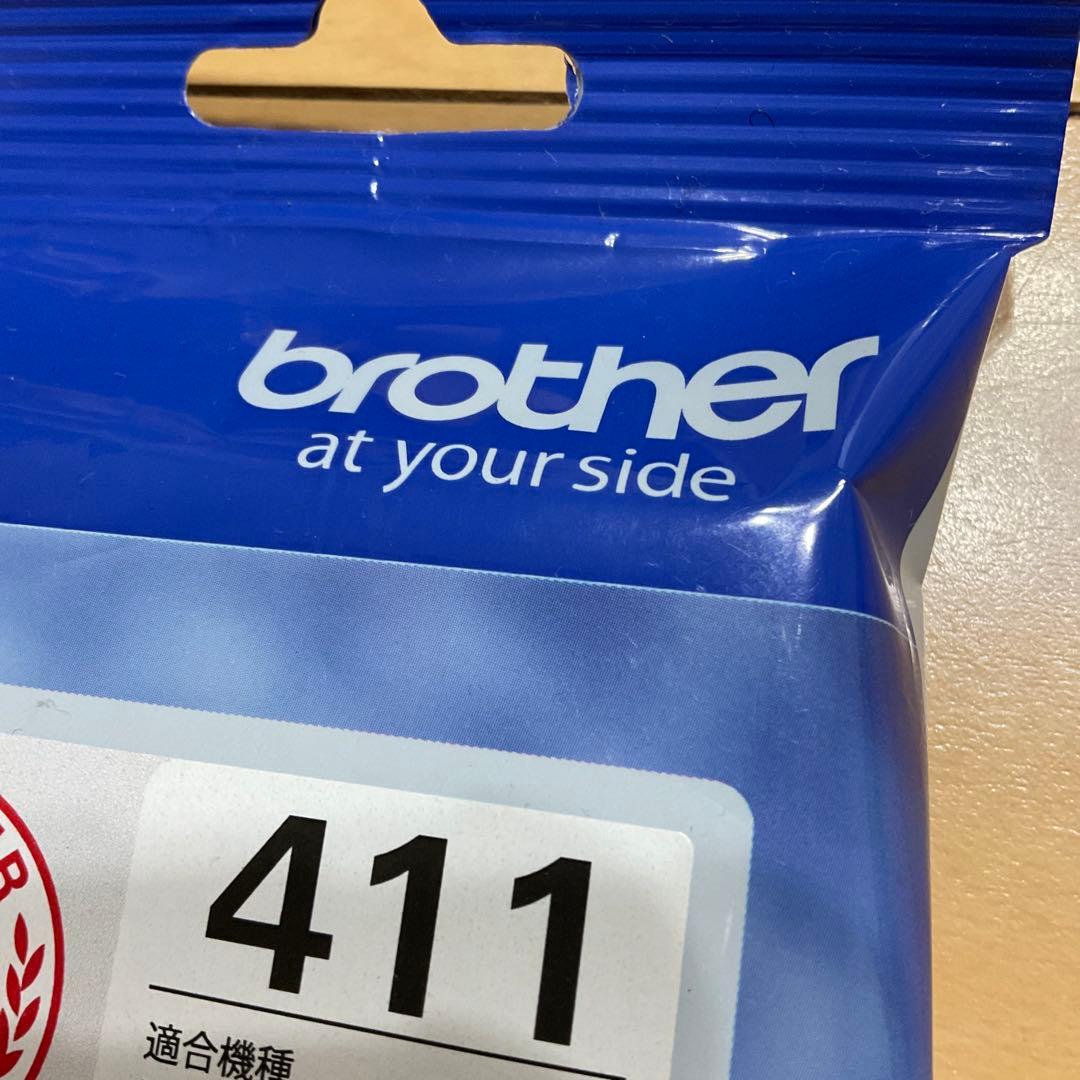 brother
at your side
411
適合機種